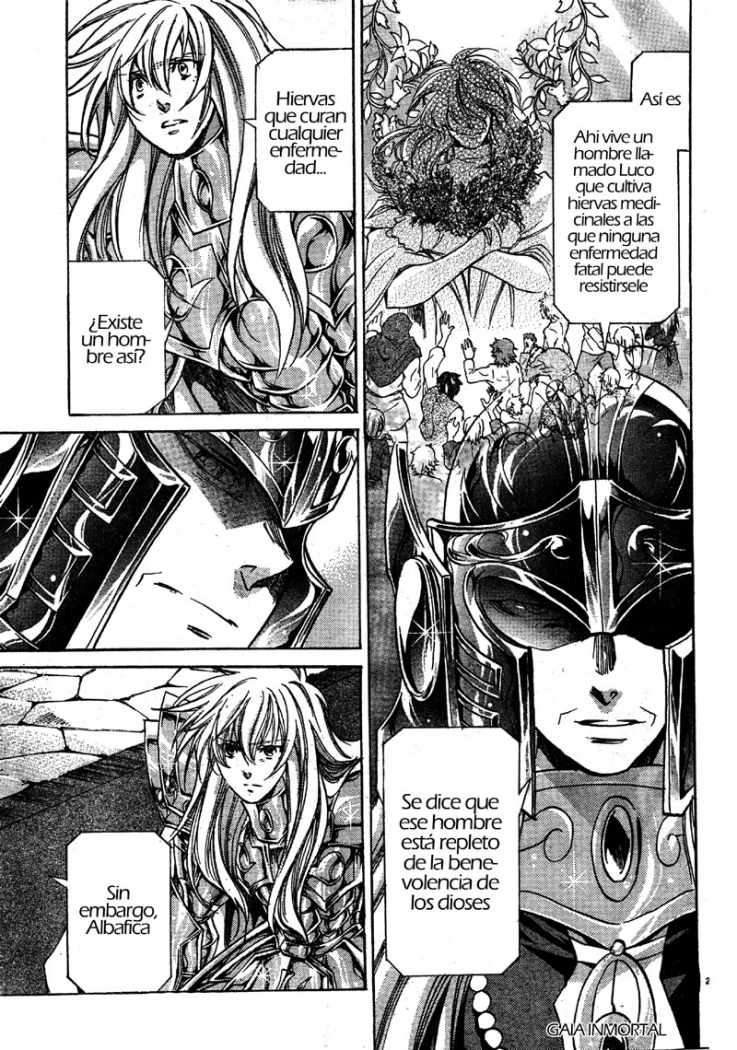 Así es
Ahi vive un
hombre lla-
mado Luco
que cultiva
hiervas medi-
cinales a las
que ninguna
enfermedad
fatal puede
resistirsele
Se dice que
ese hombre
está repleto
de la bene-
volencia de
los dioses
Hiervas
que curan
cualquier
enferme-
dad...
¿Existe
un hom-
bre así?
Sin
embargo,
Albafica
2
GAIA INMORTAL